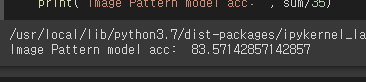 print( Image Pattern model acc: , sum/35)
/usr/local/lib/python3.7/dist-packages/ipykernel_la
Image Pattern model acc:  83.57142857142857